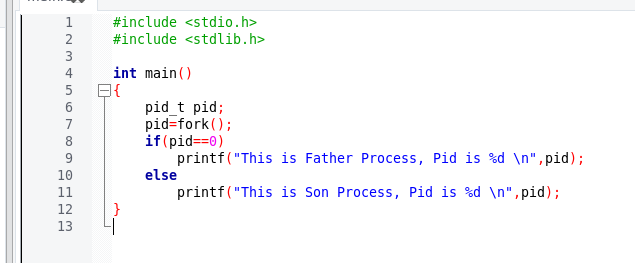 1 #include <stdio.h>
2 #include <stdlib.h>
3
4 int main()
5 {
6 pid_t pid;
7 pid=fork();
8 if(pid==0)
9 printf("This is Father Process, Pid is %d \n",pid);
10 else
11 printf("This is Son Process, Pid is %d \n",pid);
12 }
13